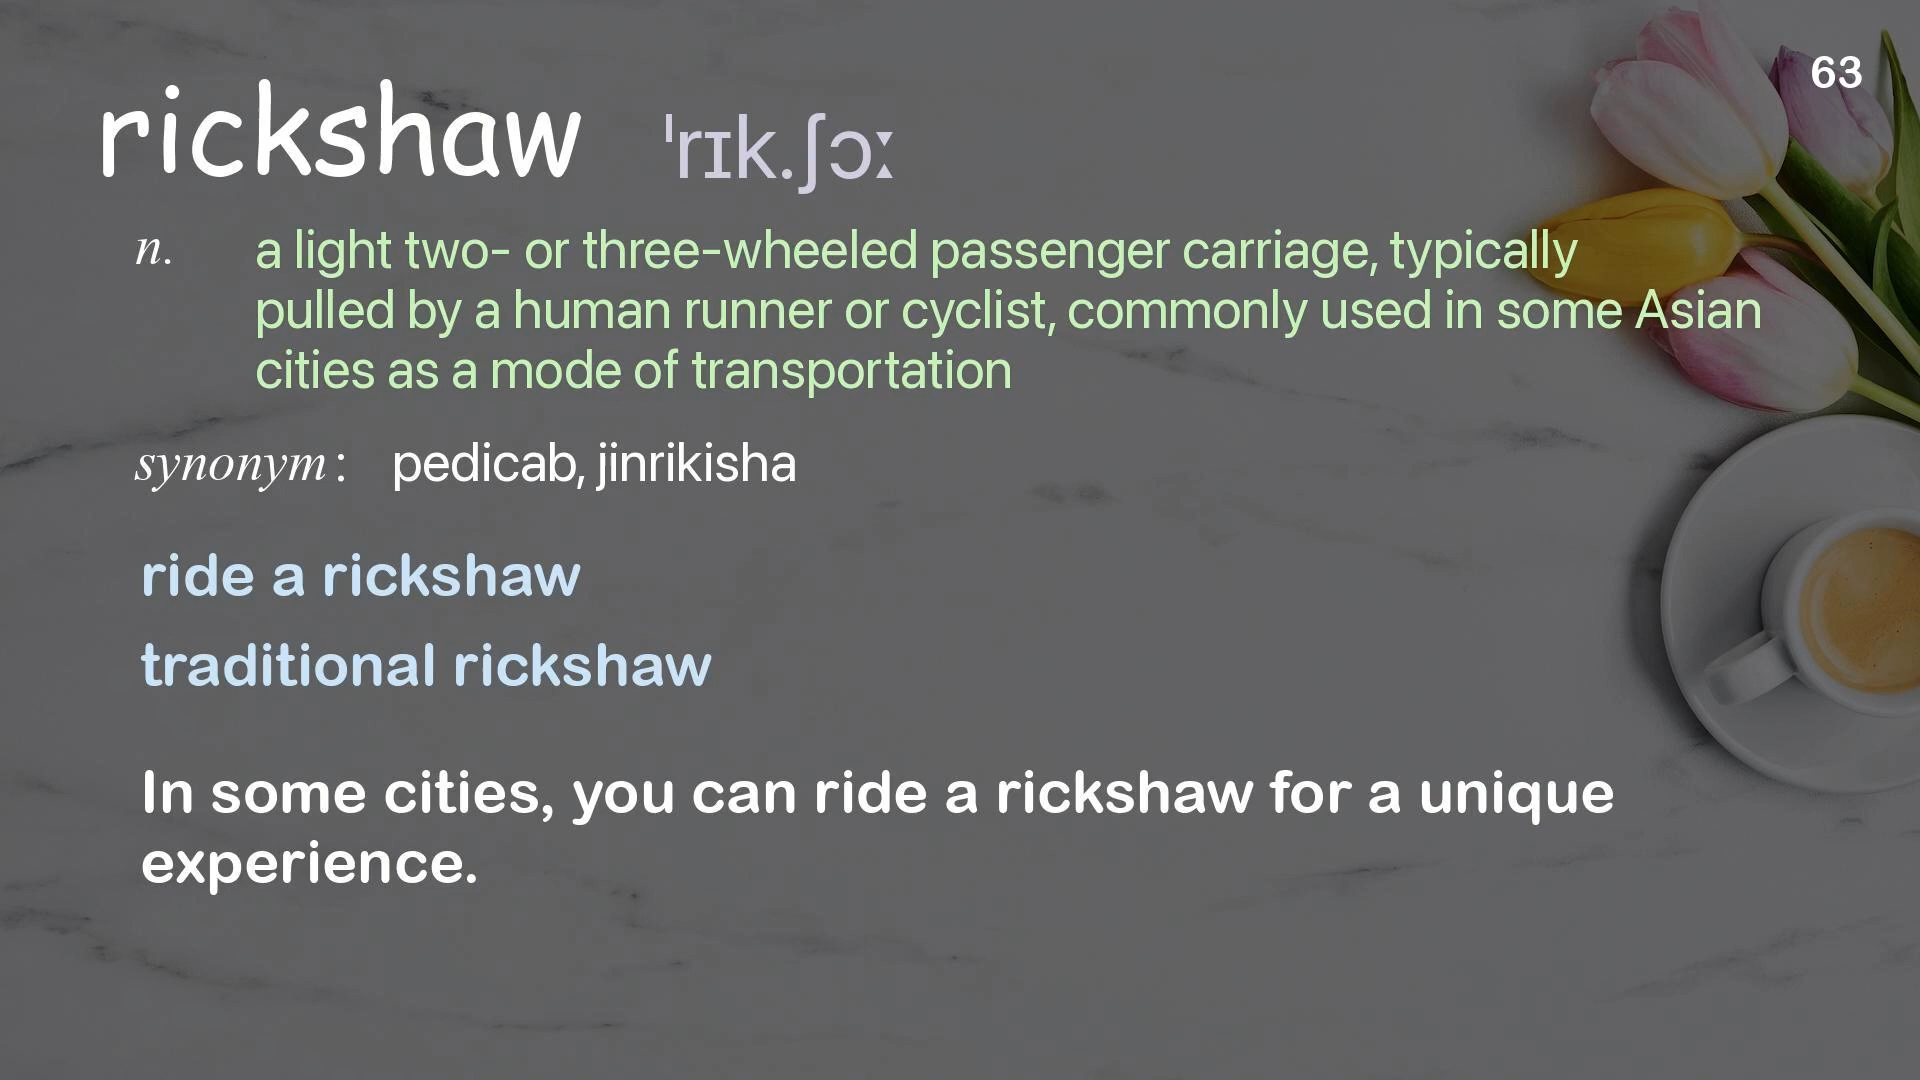 63
rickshaw ˈrɪk.ʃɔː
n. a light two- or three-wheeled passenger carriage, typically
pulled by a human runner or cyclist, commonly used in some Asian
cities as a mode of transportation
synonym: pedicab, jinrikisha
ride a rickshaw
traditional rickshaw
In some cities, you can ride a rickshaw for a unique
experience.